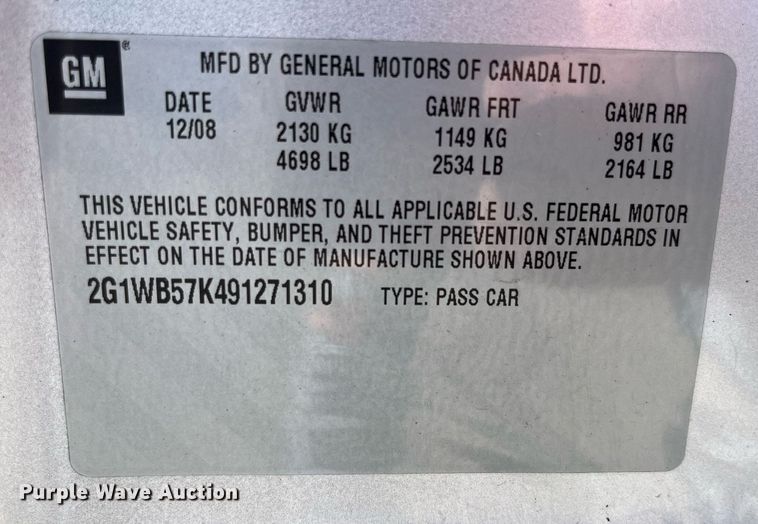 GM
MFD BY GENERAL MOTORS OF CANADA LTD.
DATE GVWR GAWR FRT GAWR RR
12/08 2130 KG 1149 KG 981 KG
4698 LB 2534 LB 2164 LB
THIS VEHICLE CONFORMS TO ALL APPLICABLE U.S. FEDERAL MOTOR
VEHICLE SAFETY, BUMPER, AND THEFT PREVENTION STANDARDS IN
EFFECT ON THE DATE OF MANUFACTURE SHOWN ABOVE.
2G1WB57K491271310 TYPE: PASS CAR
Purple Wave Auction